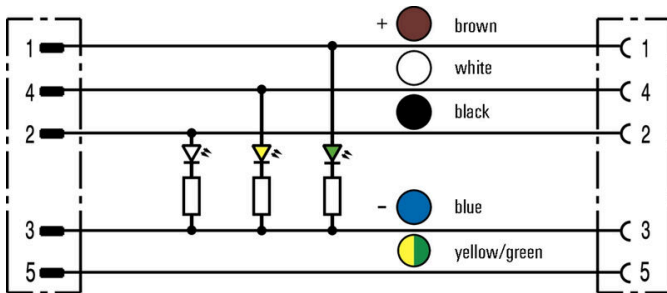 + brown
1 1
white
4 4
black
2 2
- blue
3 3
yellow/green
5 5